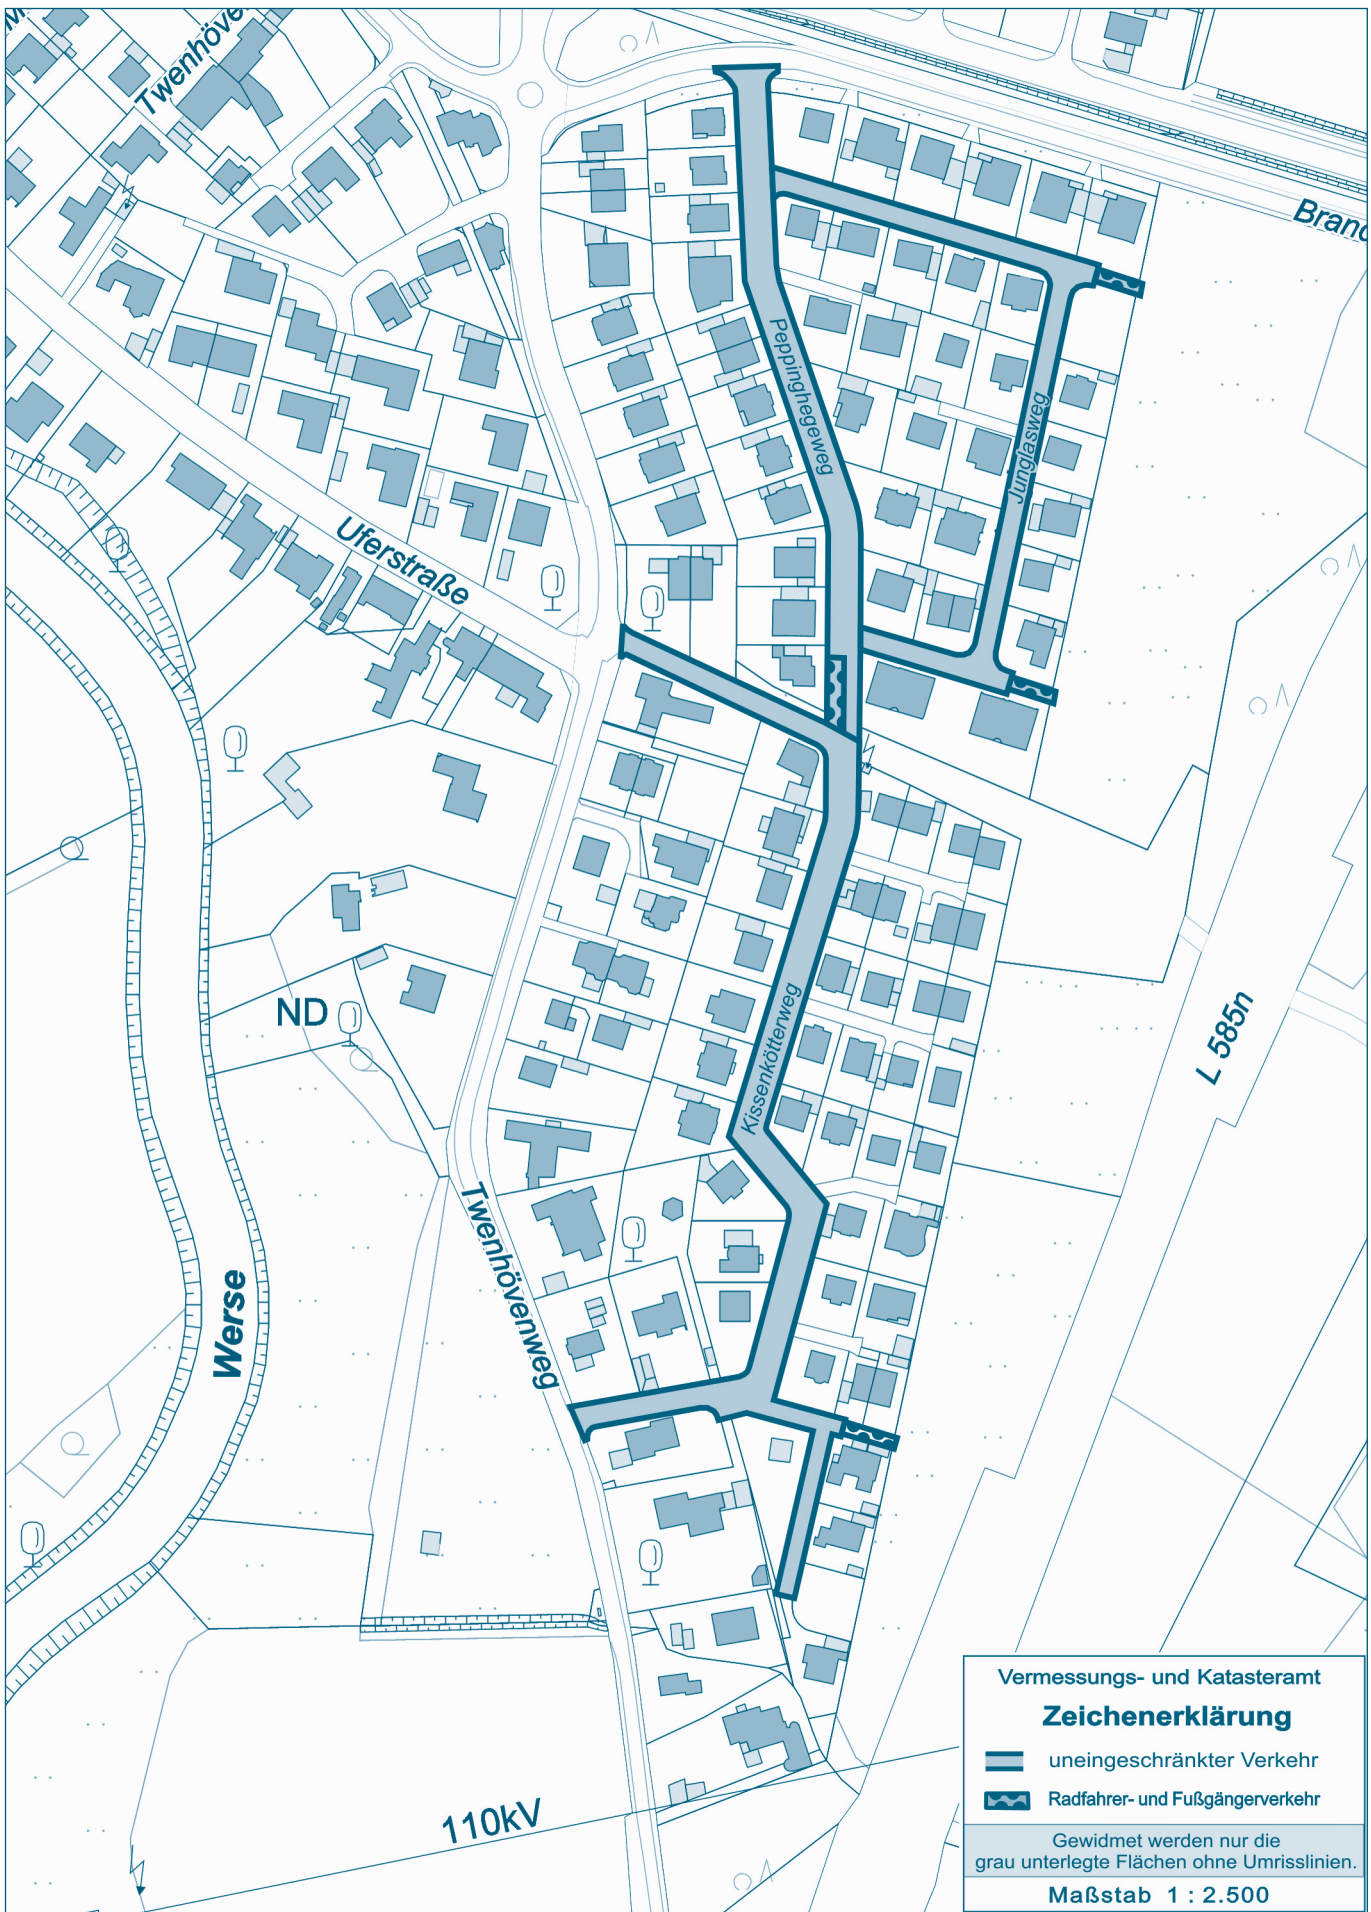 Twenhöve
Brand
Peppinghegeweg
Junglasweg
Uferstraße
ND
Kissenkötterweg
L 585n
Twenhövenweg
Werse
110kV
Vermessungs- und Katasteramt
Zeichenerklärung
uneingeschränkter Verkehr
Radfahrer- und Fußgängerverkehr
Gewidmet werden nur die
grau unterlegte Flächen ohne Umrisslinien.
Maßstab 1 : 2.500